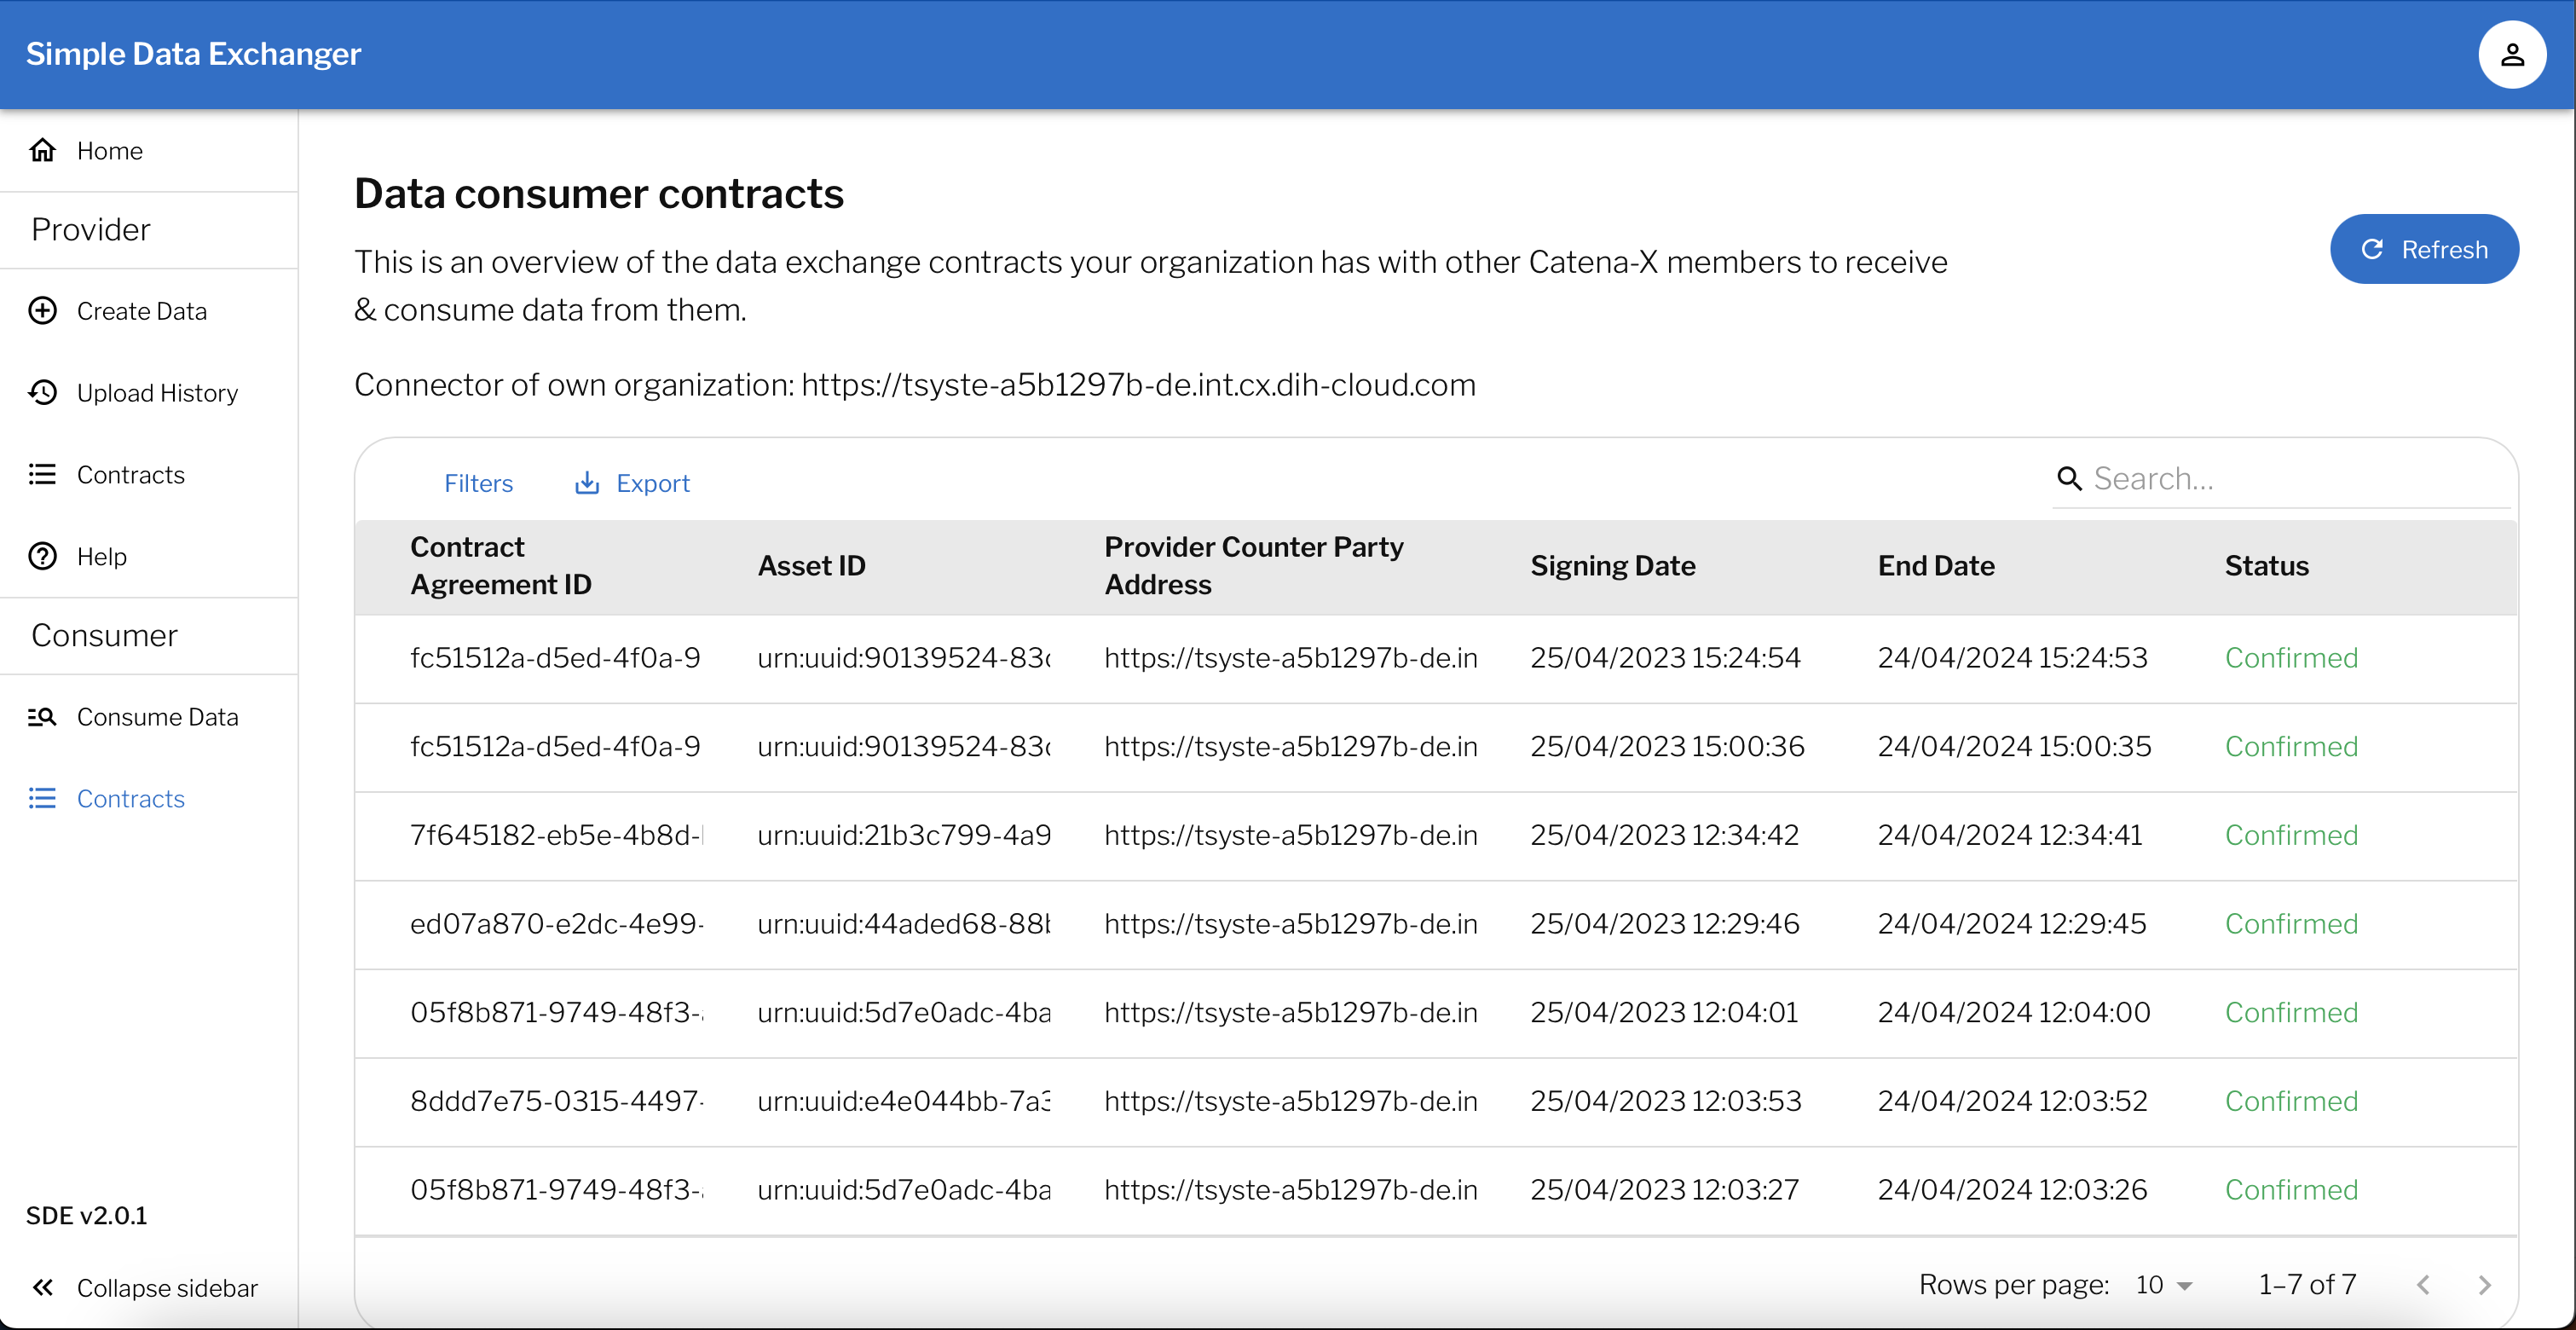 Simple Data Exchanger
Home
Provider
Create Data
Upload History
Contracts
Help
Consumer
Consume Data
Contracts
SDE v2.0.1
Collapse sidebar
Data consumer contracts
This is an overview of the data exchange contracts your organization has with other Catena-X members to receive
& consume data from them.
Refresh
Connector of own organization: https://tsyste-a5b1297b-de.int.cx.dih-cloud.com
Filters Export Search...
Contract Agreement ID Asset ID Provider Counter Party Address Signing Date End Date Status
fc51512a-d5ed-4f0a-9 urn:uuid:90139524-83 https://tsyste-a5b1297b-de.in 25/04/2023 15:24:54 24/04/2024 15:24:53 Confirmed
fc51512a-d5ed-4f0a-9 urn:uuid:90139524-83 https://tsyste-a5b1297b-de.in 25/04/2023 15:00:36 24/04/2024 15:00:35 Confirmed
7f645182-eb5e-4b8d- urn:uuid:21b3c799-4a9 https://tsyste-a5b1297b-de.in 25/04/2023 12:34:42 24/04/2024 12:34:41 Confirmed
ed07a870-e2dc-4e99- urn:uuid:44aded68-88 https://tsyste-a5b1297b-de.in 25/04/2023 12:29:46 24/04/2024 12:29:45 Confirmed
05f8b871-9749-48f3- urn:uuid:5d7e0adc-4ba https://tsyste-a5b1297b-de.in 25/04/2023 12:04:01 24/04/2024 12:04:00 Confirmed
8ddd7e75-0315-4497- urn:uuid:e4e044bb-7a3 https://tsyste-a5b1297b-de.in 25/04/2023 12:03:53 24/04/2024 12:03:52 Confirmed
05f8b871-9749-48f3- urn:uuid:5d7e0adc-4ba https://tsyste-a5b1297b-de.in 25/04/2023 12:03:27 24/04/2024 12:03:26 Confirmed
Rows per page: 10 1–7 of 7